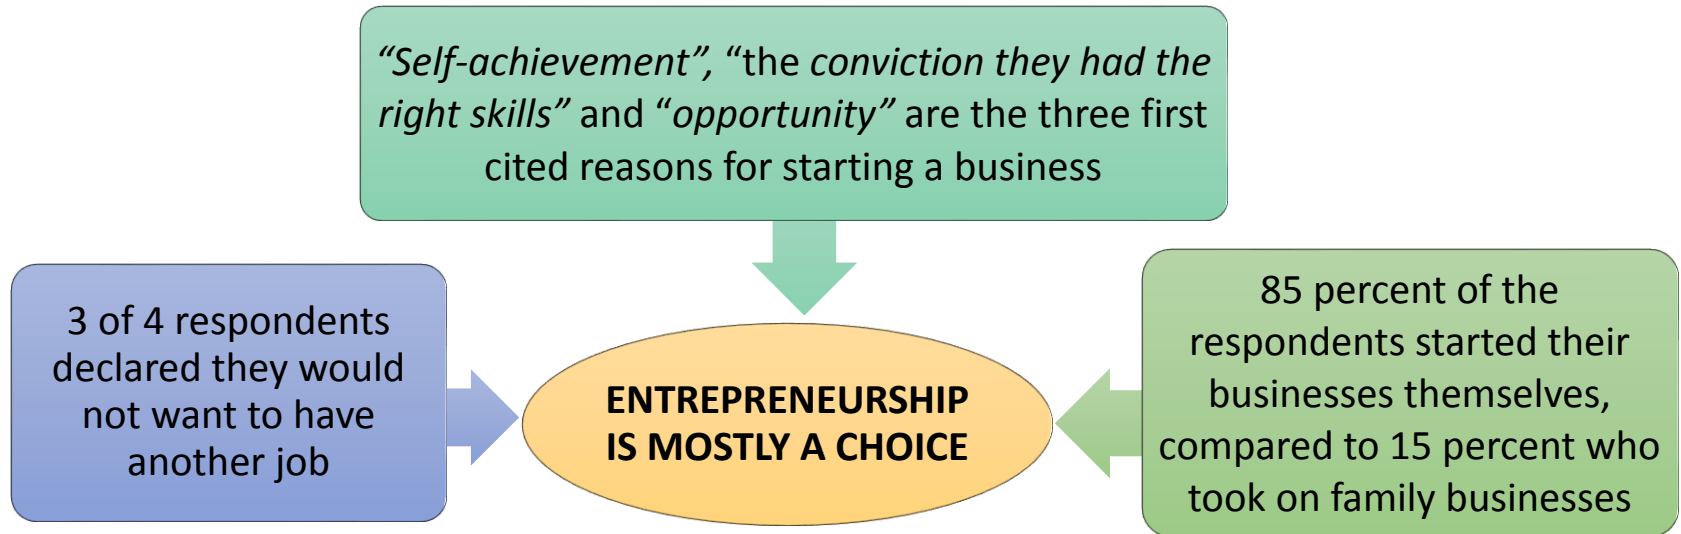 “Self-achievement”, “the conviction they had the
right skills” and “opportunity” are the three first
cited reasons for starting a business
3 of 4 respondents
declared they would
not want to have
another job
ENTREPRENEURSHIP
IS MOSTLY A CHOICE
85 percent of the
respondents started their
businesses themselves,
compared to 15 percent who
took on family businesses